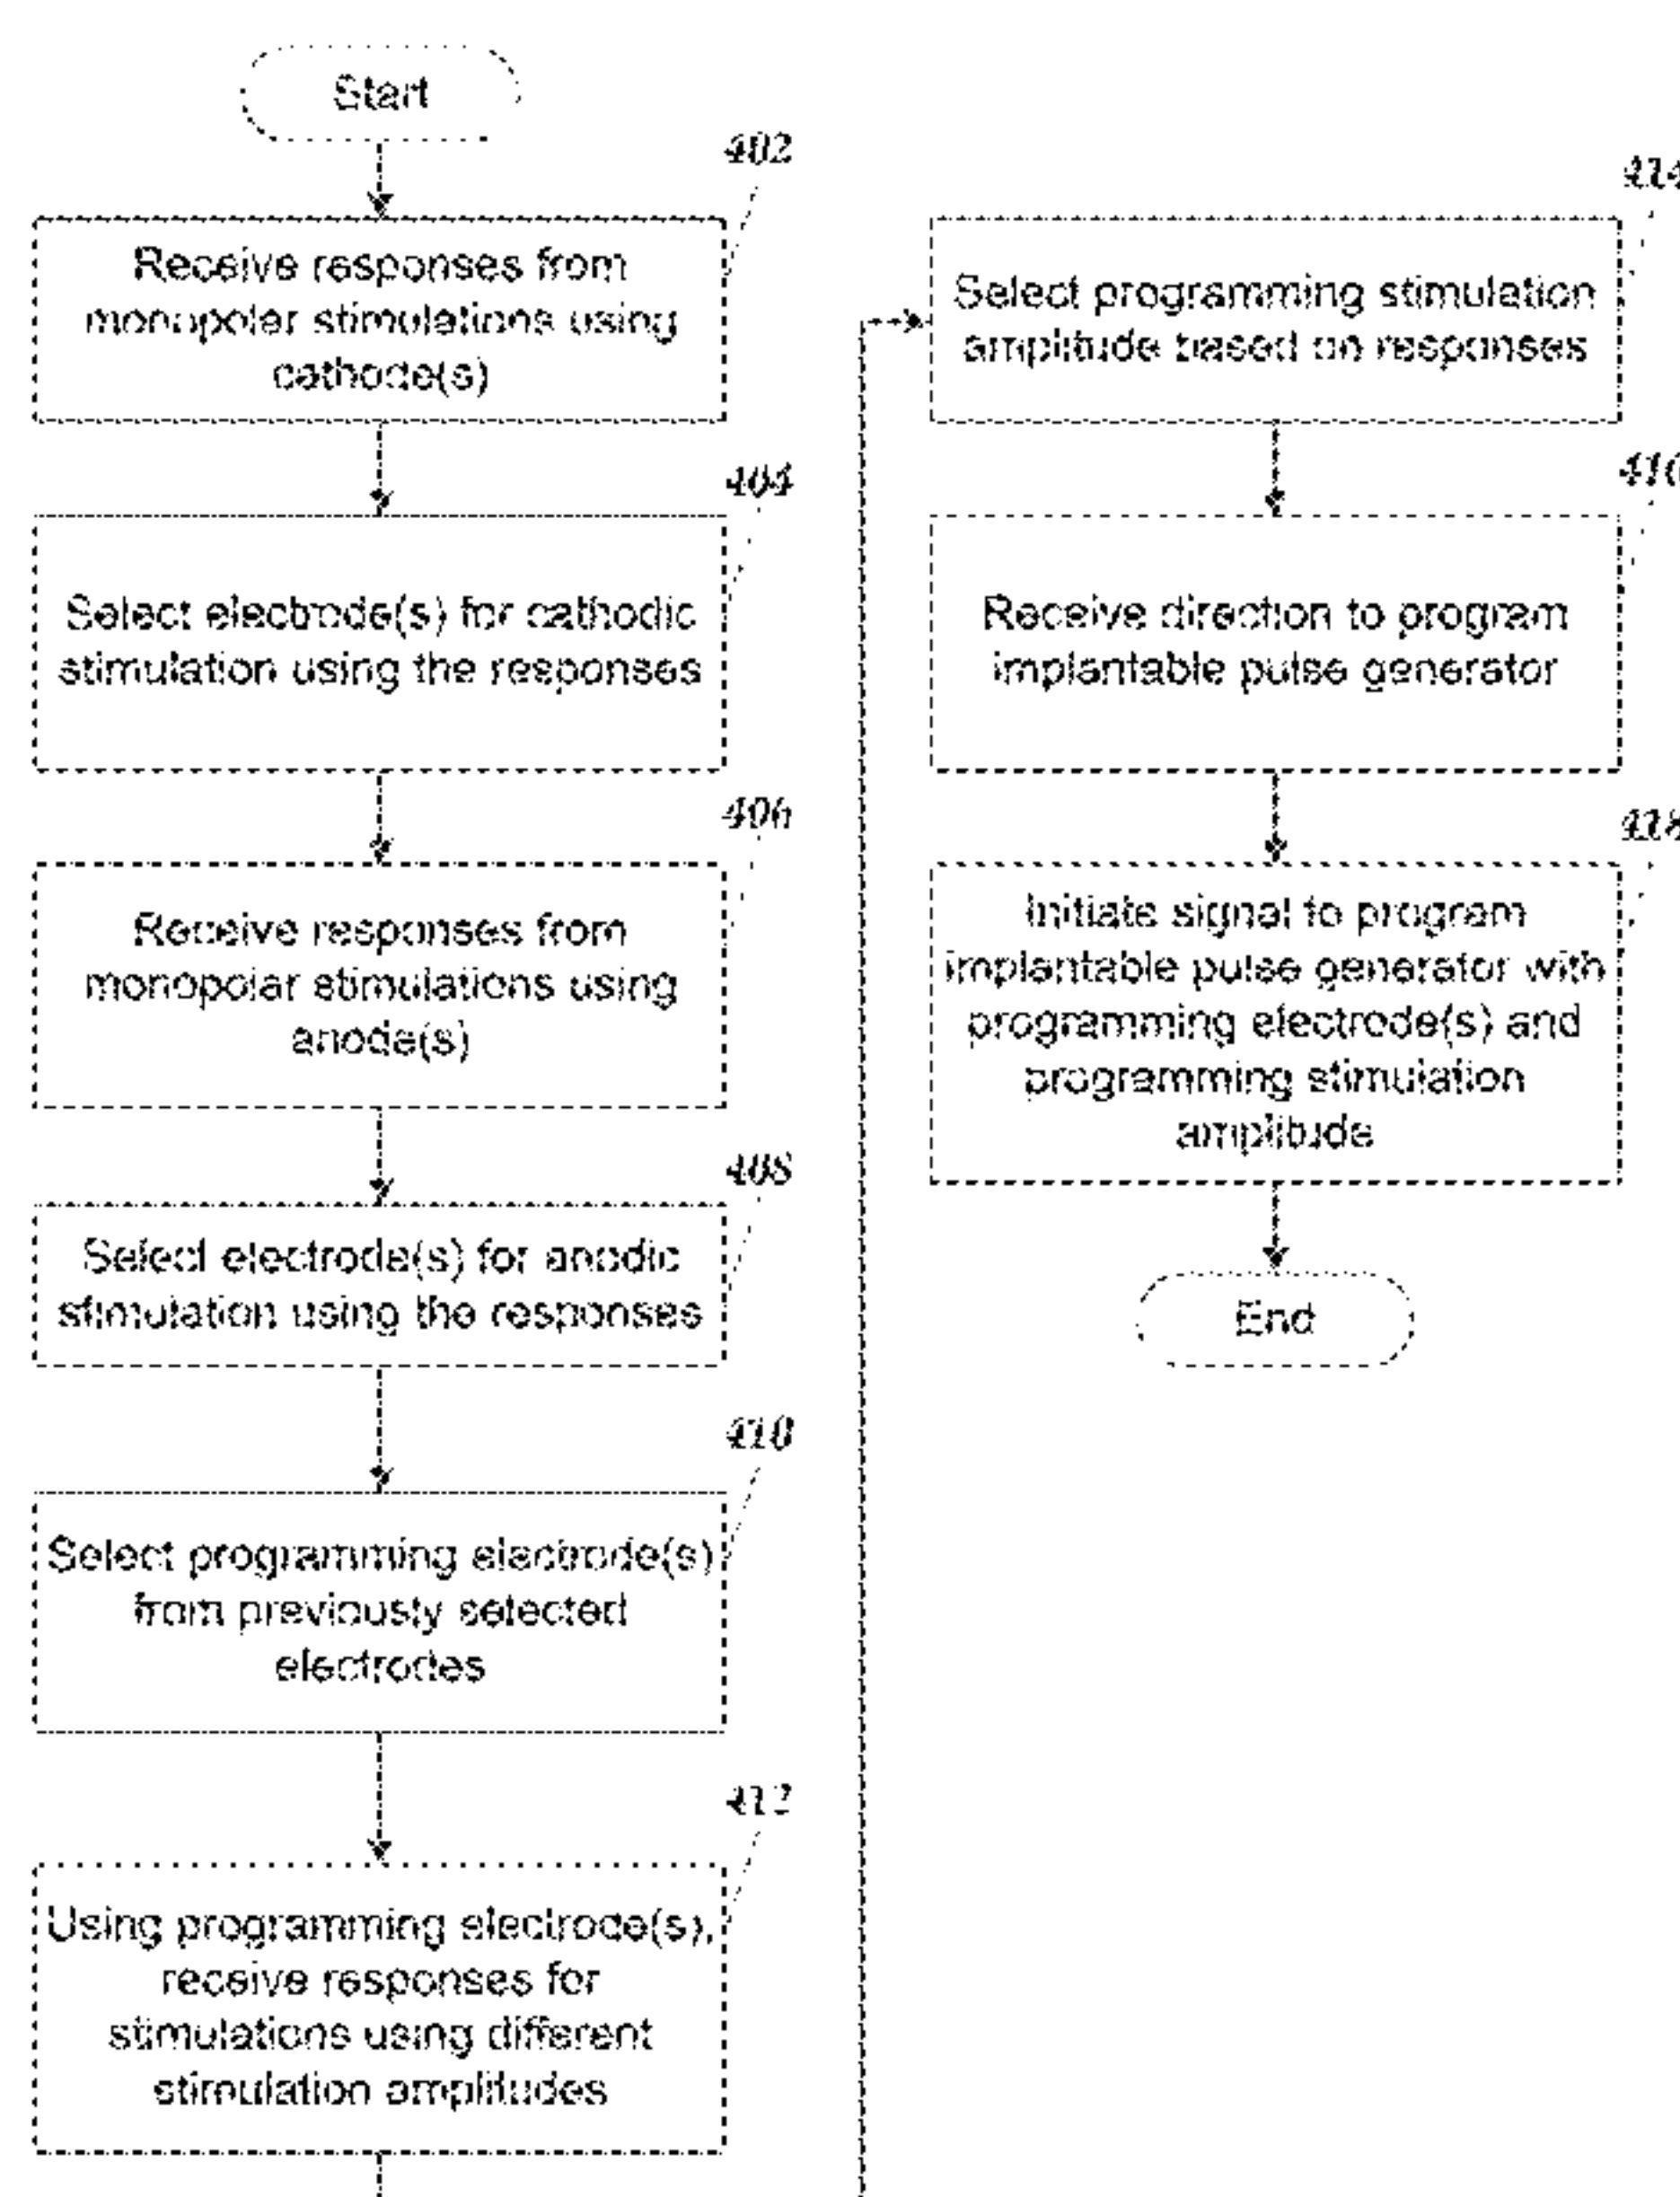 Start
402
Receive responses from
monopolar stimulations using
cathode(s)
404
Select electrode(s) for cathodic
stimulation using the responses
406
Receive responses from
monopolar stimulations using
anode(s)
408
Select electrode(s) for anodic
stimulation using the responses
410
Select programming electrode(s)
from previously selected
electrodes
412
Using programming electrode(s),
receive responses for
stimulations using different
stimulation amplitudes
414
Select programming stimulation
amplitude based on responses
416
Receive direction to program
implantable pulse generator
418
Initiate signal to program
implantable pulse generator with
programming electrode(s) and
programming stimulation
amplitude
End